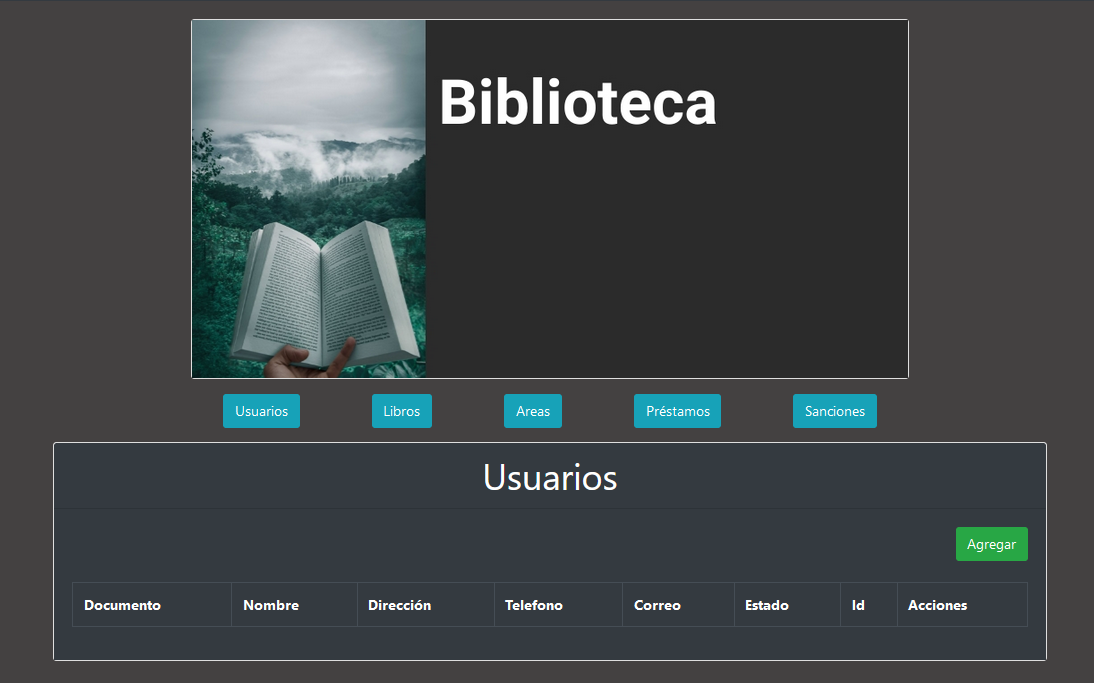 Biblioteca
Usuarios Libros Areas Préstamos Sanciones
Usuarios
Agregar
Documento Nombre Dirección Telefono Correo Estado Id Acciones